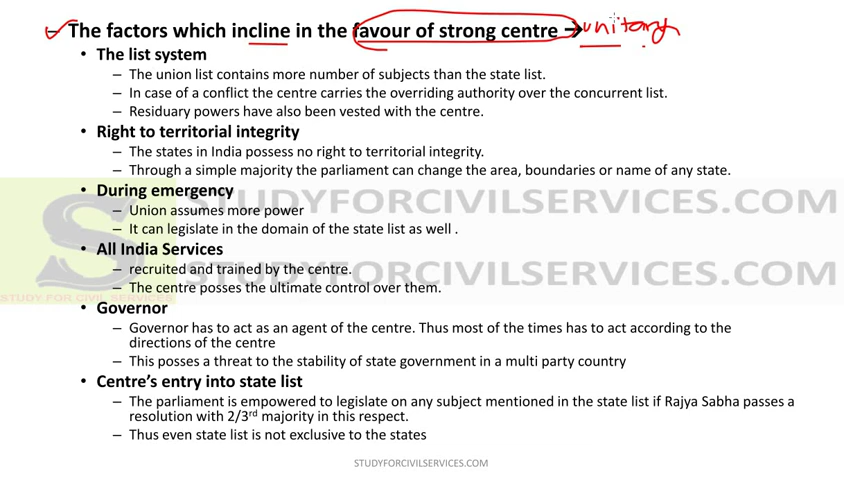 – The factors which incline in the favour of strong centre → unitary
• The list system
– The union list contains more number of subjects than the state list.
– In case of a conflict the centre carries the overriding authority over the concurrent list.
– Residuary powers have also been vested with the centre.
• Right to territorial integrity
– The states in India possess no right to territorial integrity.
– Through a simple majority the parliament can change the area, boundaries or name of any state.
• During emergency
– Union assumes more power
– It can legislate in the domain of the state list as well .
• All India Services
– recruited and trained by the centre.
– The centre posses the ultimate control over them.
• Governor
– Governor has to act as an agent of the centre. Thus most of the times has to act according to the
directions of the centre
– This posses a threat to the stability of state government in a multi party country
• Centre's entry into state list
– The parliament is empowered to legislate on any subject mentioned in the state list if Rajya Sabha passes a
resolution with 2/3rd majority in this respect.
– Thus even state list is not exclusive to the states
STUDYFORCIVILSERVICES.COM
STUDYFORCIVILSERVICES.COM
STUDY FOR CIVIL SERVICES
STUDYFORCIVILSERVICES.COM